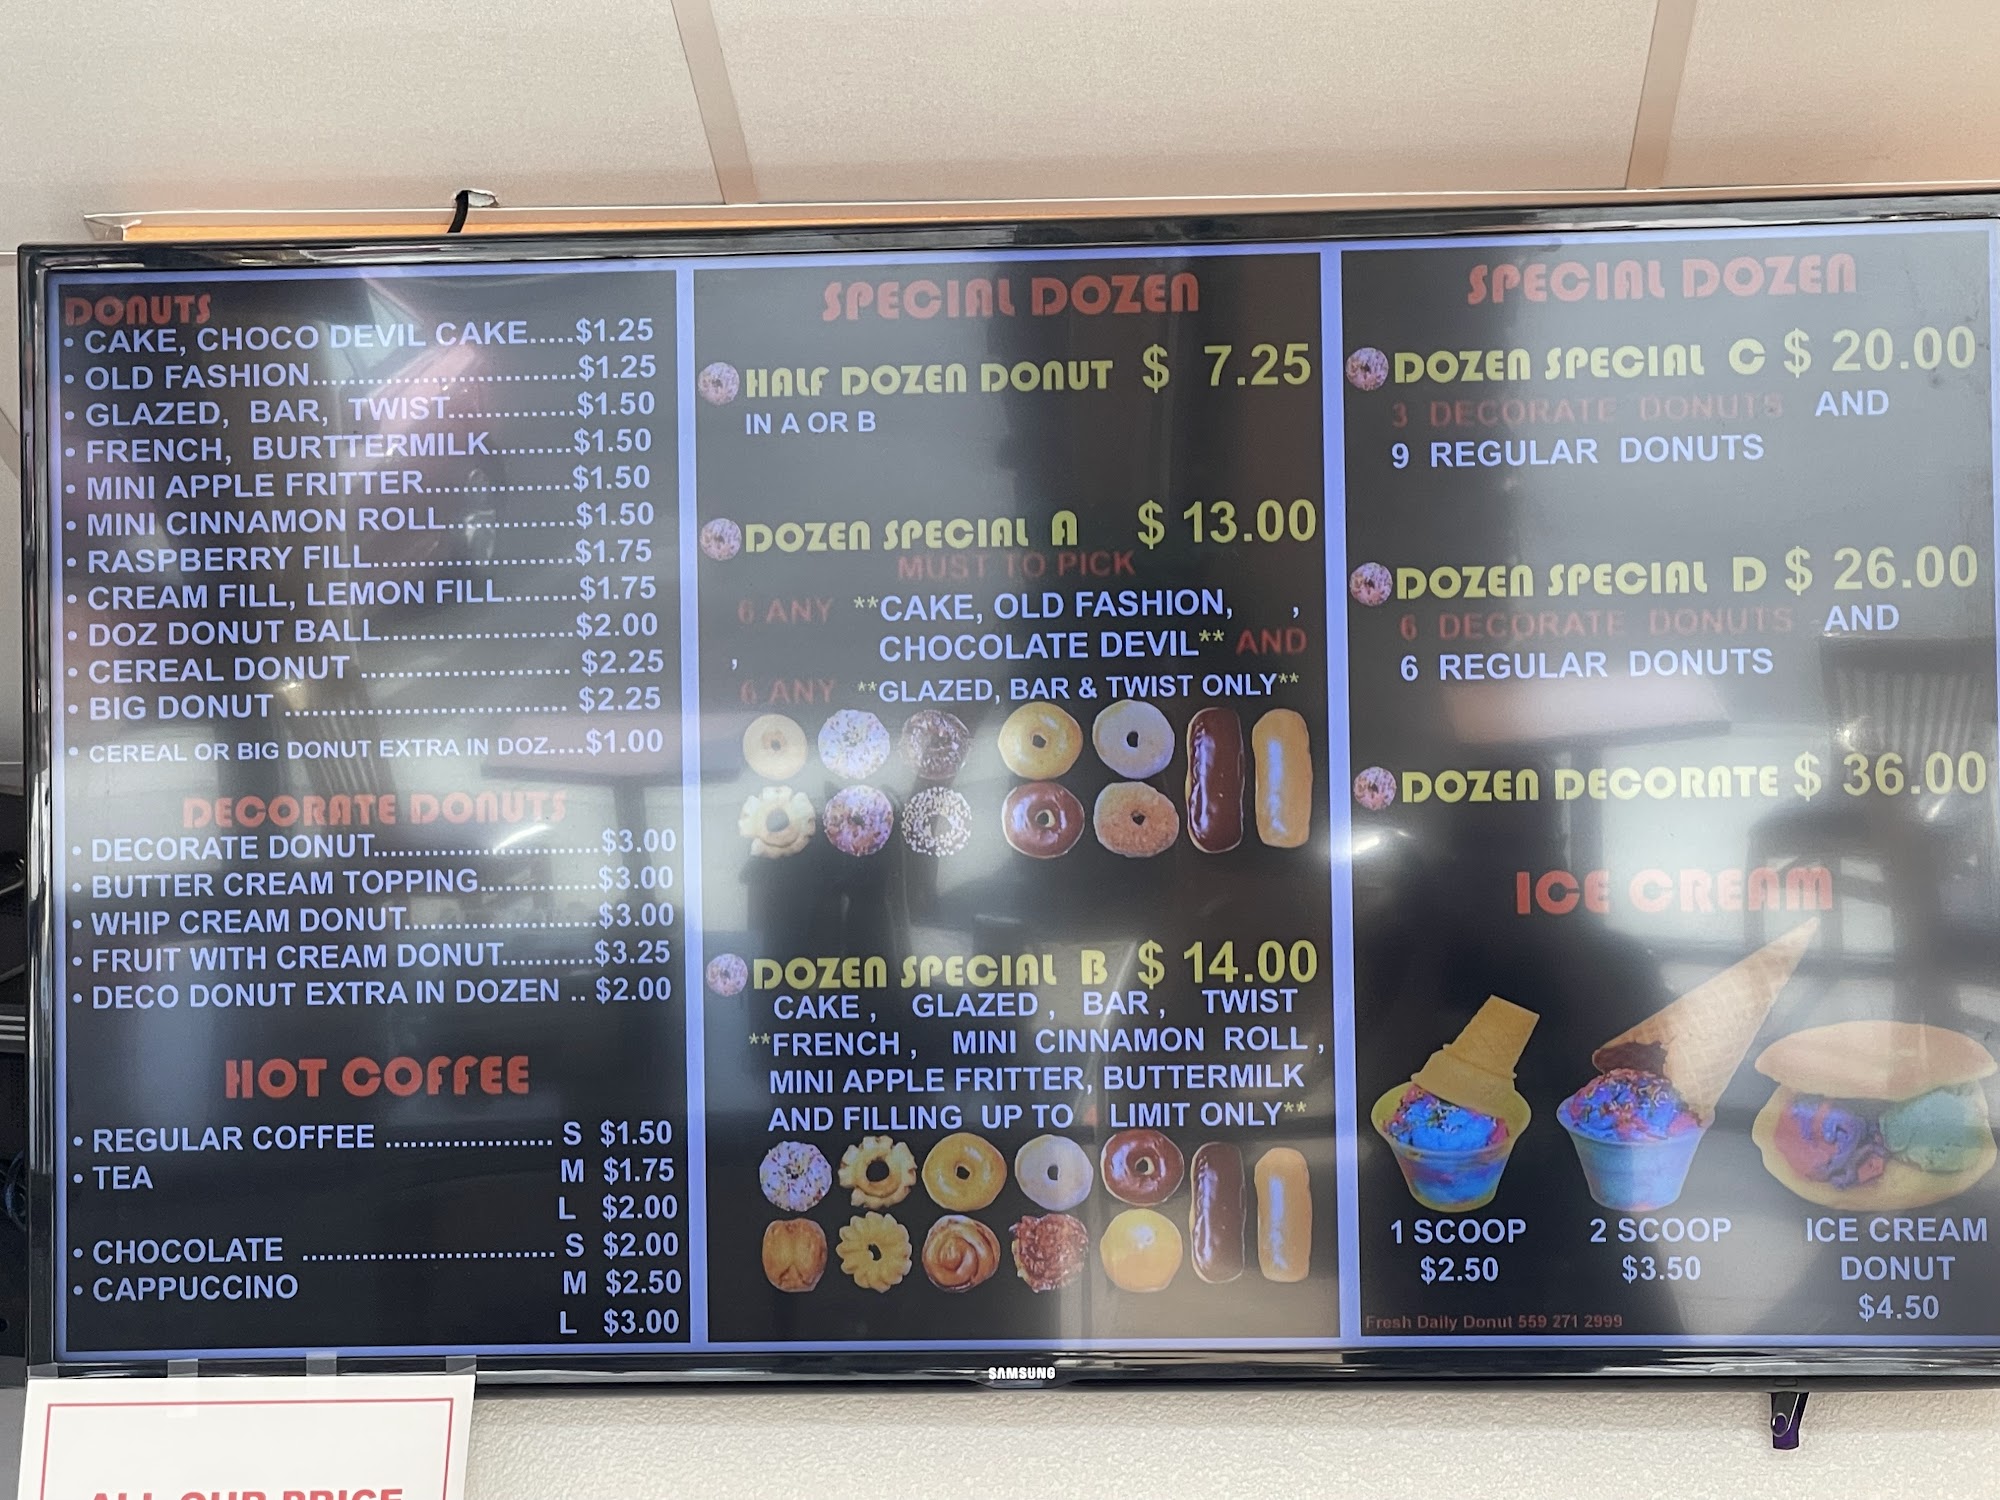 DONUTS
• CAKE, CHOCO DEVIL CAKE.....$1.25
• OLD FASHION..............................$1.25
• GLAZED, BAR, TWIST..............$1.50
• FRENCH, BURTTERMILK.........$1.50
• MINI APPLE FRITTER................$1.50
• MINI CINNAMON ROLL..............$1.50
• RASPBERRY FILL.......................$1.75
• CREAM FILL, LEMON FILL........$1.75
• DOZ DONUT BALL......................$2.00
• CEREAL DONUT ........................ $2.25
• BIG DONUT ................................. $2.25
• CEREAL OR BIG DONUT EXTRA IN DOZ....$1.00
DECORATE DONUTS
• DECORATE DONUT..........................$3.00
• BUTTER CREAM TOPPING.............$3.00
• WHIP CREAM DONUT......................$3.00
• FRUIT WITH CREAM DONUT..........$3.25
• DECO DONUT EXTRA IN DOZEN .. $2.00
HOT COFFEE
• REGULAR COFFEE ................... S $1.50
• TEA M $1.75
L $2.00
• CHOCOLATE ............................. S $2.00
• CAPPUCCINO M $2.50
L $3.00
SPECIAL DOZEN
HALF DOZEN DONUT $ 7.25
IN A OR B
DOZEN SPECIAL A $ 13.00
MUST TO PICK
6 ANY **CAKE, OLD FASHION, ,
, CHOCOLATE DEVIL** AND
6 ANY **GLAZED, BAR & TWIST ONLY**
DOZEN SPECIAL B $ 14.00
CAKE , GLAZED , BAR , TWIST
**FRENCH , MINI CINNAMON ROLL ,
MINI APPLE FRITTER, BUTTERMILK
AND FILLING UP TO 4 LIMIT ONLY**
SPECIAL DOZEN
DOZEN SPECIAL C $ 20.00
3 DECORATE DONUTS AND
9 REGULAR DONUTS
DOZEN SPECIAL D $ 26.00
6 DECORATE DONUTS AND
6 REGULAR DONUTS
DOZEN DECORATE $ 36.00
ICE CREAM
1 SCOOP
$2.50
2 SCOOP
$3.50
ICE CREAM
DONUT
$4.50
Fresh Daily Donut 559 271 2999
SAMSUNG
ALL OUR PRICE